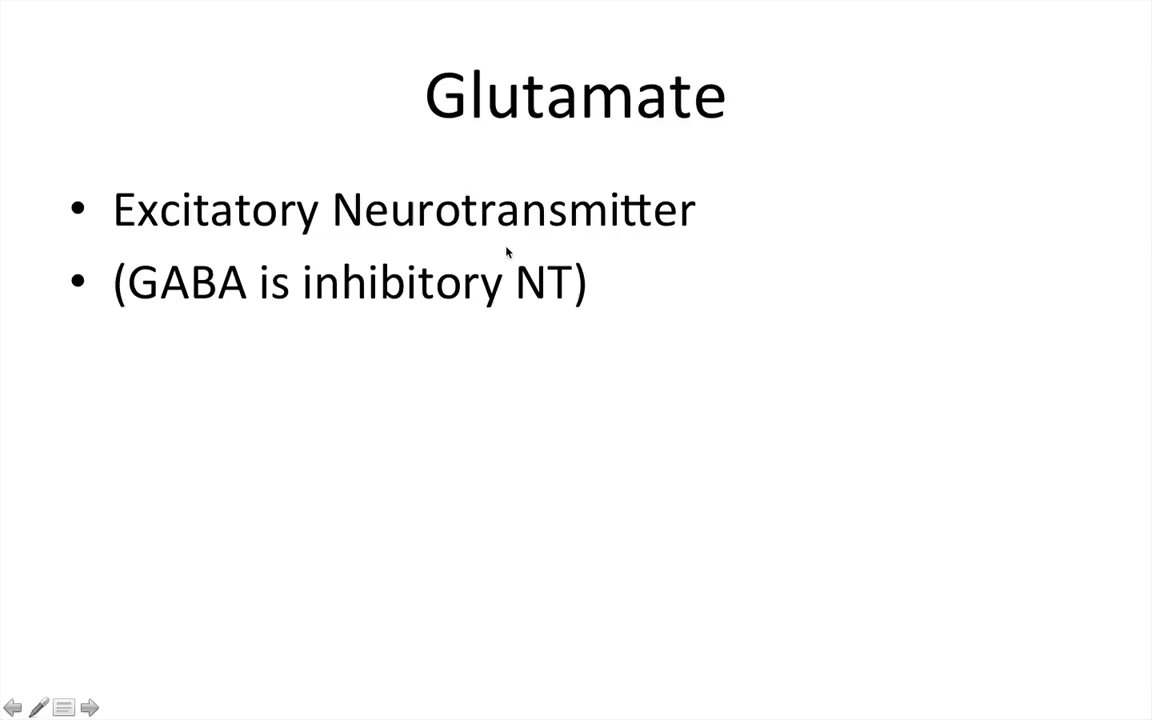 Glutamate
• Excitatory Neurotransmitter
• (GABA is inhibitory NT)